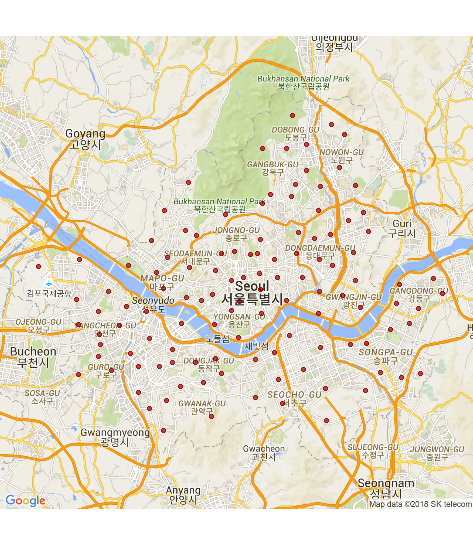 Uijeongbu
의정부시
Bukhansan National Park
북한산국립공원
Goyang
고양시
DOBONG-GU
도봉구
NOWON-GU
노원구
GANGBUK-GU
강북구
Bukhansan National Park
북한산국립공원
JONGNO-GU
종로구
Guri
구리시
SEODAEMUN-GU
서대문구
DONGDAEMUN-GU
동대문구
MAPO-GU
마포구
Seoul
서울특별시
김포국제공항
Seonyudo
GWANGJIN-GU
광진구
GANGDONG-GU
강동구
OJEONG-GU
오정구
YANGCHEON-GU
양천구
YONGSAN-GU
용산구
노들섬
Bucheon
부천시
서래섬
SONGPA-GU
송파구
GURO-GU
구로구
DONGJAK-GU
동작구
SOSA-GU
소사구
SEOCHO-GU
서초구
GWANAK-GU
관악구
Gwangmyeong
광명시
Gwacheon
과천시
SUJEONG-GU
수정구
JUNGWON-GU
중원구
Anyang
안양시
Seongnam
성남시
Google
Map data ©2018 SK telecom